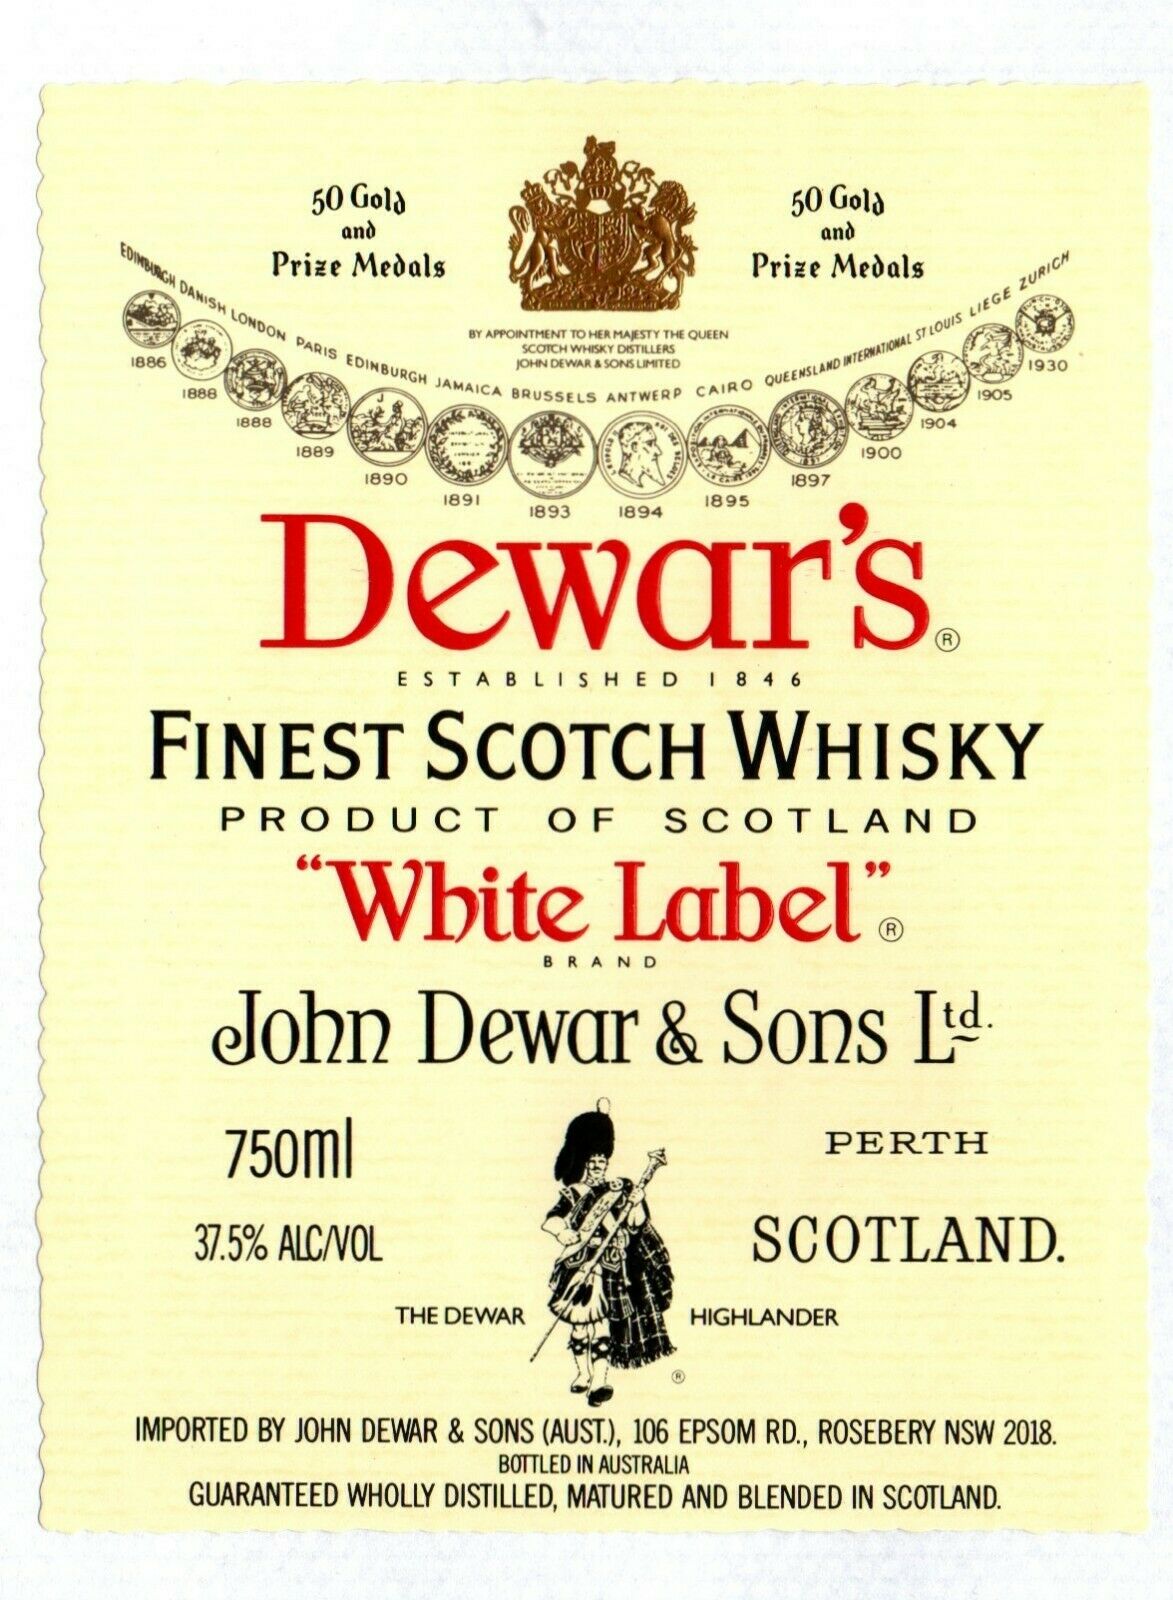 50 Gold
and
Prize Medals
50 Gold
and
Prize Medals
BY APPOINTMENT TO HER MAJESTY THE QUEEN
SCOTCH WHISKY DISTILLERS
JOHN DEWAR & SONS LIMITED
EDINBURGH DANISH LONDON PARIS EDINBURGH JAMAICA BRUSSELS ANTWERP CAIRO QUEENSLAND INTERNATIONAL ST LOUIS LIEGE ZURICH
1886 1888 1888 1889 1890 1891 1893 1894 1895 1897 1900 1904 1905 1930
Dewar's®
ESTABLISHED 1846
FINEST SCOTCH WHISKY
PRODUCT OF SCOTLAND
"White Label"®
BRAND
John Dewar & Sons Ltd.
750ml
PERTH
37.5% ALC/VOL
SCOTLAND.
THE DEWAR HIGHLANDER
®
IMPORTED BY JOHN DEWAR & SONS (AUST.), 106 EPSOM RD., ROSEBERY NSW 2018.
BOTTLED IN AUSTRALIA
GUARANTEED WHOLLY DISTILLED, MATURED AND BLENDED IN SCOTLAND.